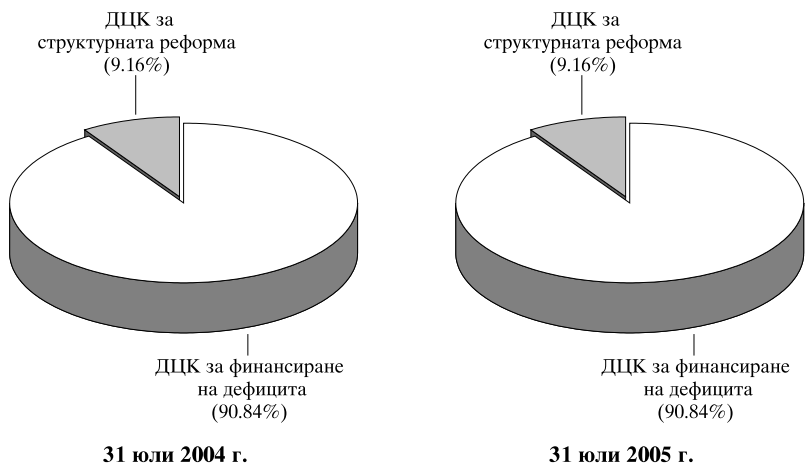 ДЦК за
структурната реформа
(9.16%)
ДЦК за финансиране
на дефицита
(90.84%)
31 юли 2004 г.
ДЦК за
структурната реформа
(9.16%)
ДЦК за финансиране
на дефицита
(90.84%)
31 юли 2005 г.